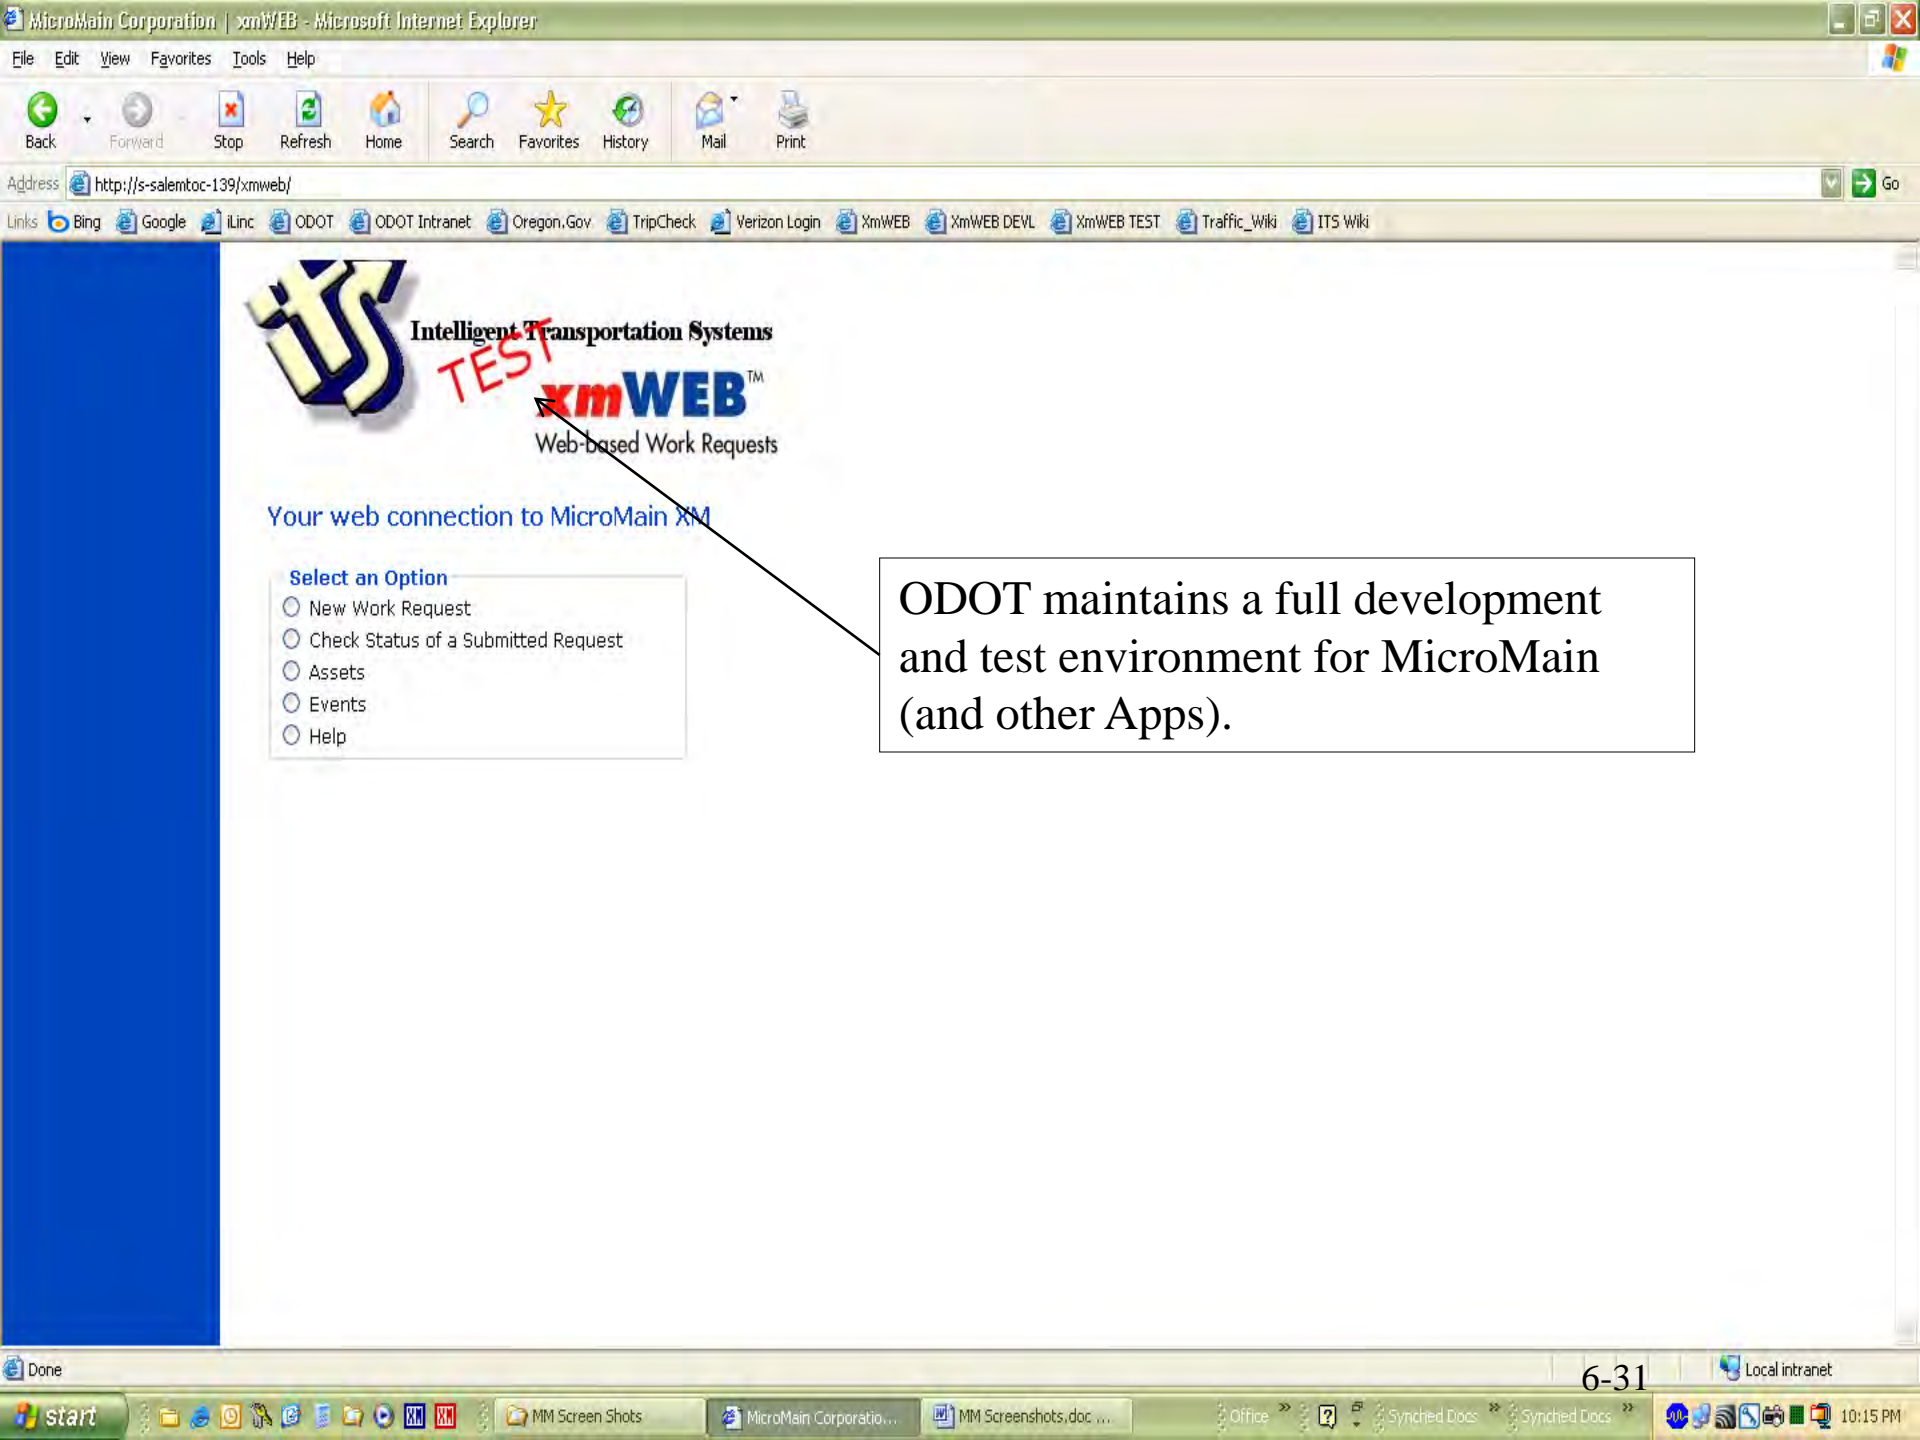 MicroMain Corporation | xmWEB - Microsoft Internet Explorer
File Edit View Favorites Tools Help
Back Forward Stop Refresh Home Search Favorites History Mail Print
Address http://s-salemtoc-139/xmweb/ Go
Links Bing Google iLinc ODOT ODOT Intranet Oregon.Gov TripCheck Verizon Login XmWEB XmWEB DEVL XmWEB TEST Traffic_Wiki ITS Wiki
iTS
Intelligent Transportation Systems
TEST
xmWEB™
Web-based Work Requests
Your web connection to MicroMain XM
Select an Option
New Work Request
Check Status of a Submitted Request
Assets
Events
Help
ODOT maintains a full development
and test environment for MicroMain
(and other Apps).
Done
6-31
Local intranet
start XM XM MM Screen Shots MicroMain Corporatio... MM Screenshots.doc ... Office » Synched Docs » Synched Docs » 10:15 PM